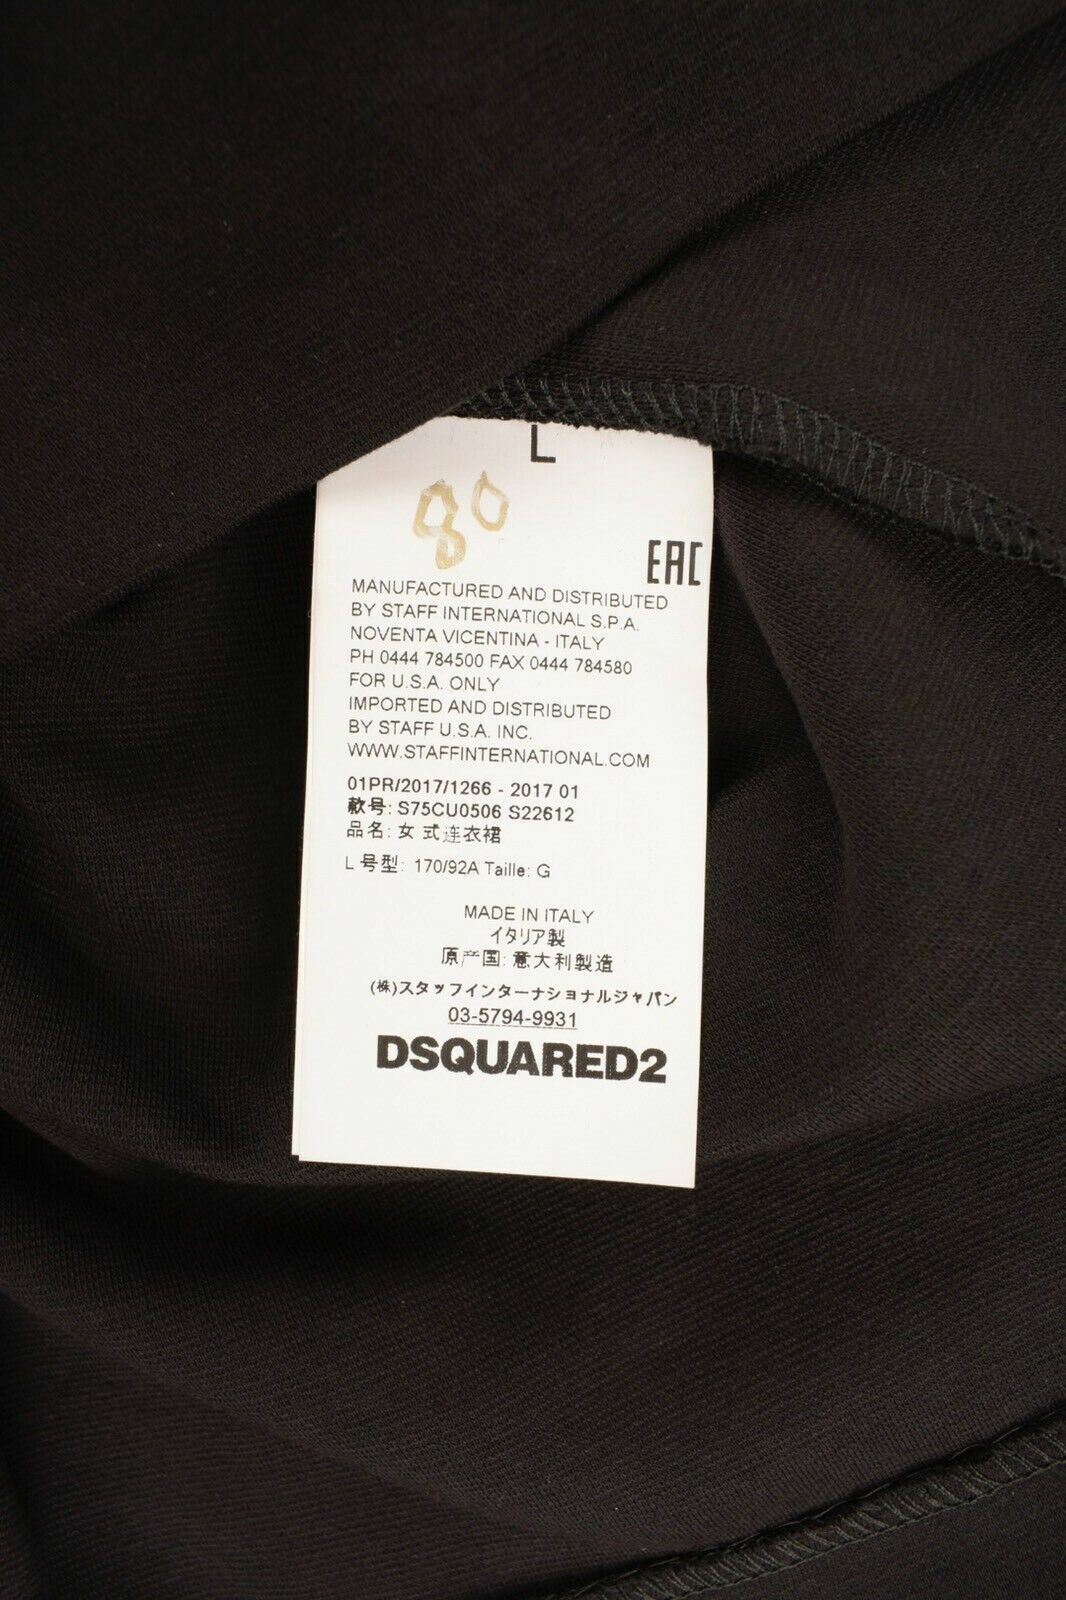 L
80
EAC
MANUFACTURED AND DISTRIBUTED
BY STAFF INTERNATIONAL S.P.A.
NOVENTA VICENTINA - ITALY
PH 0444 784500 FAX 0444 784580
FOR U.S.A. ONLY
IMPORTED AND DISTRIBUTED
BY STAFF U.S.A. INC.
WWW.STAFFINTERNATIONAL.COM
01PR/2017/1266 - 2017 01
款号: S75CU0506 S22612
品名: 女 式连衣裙
L 号型: 170/92A Taille: G
MADE IN ITALY
イタリア製
原产国: 意大利製造
(株)スタッフインターナショナルジャパン
03-5794-9931
DSQUARED2